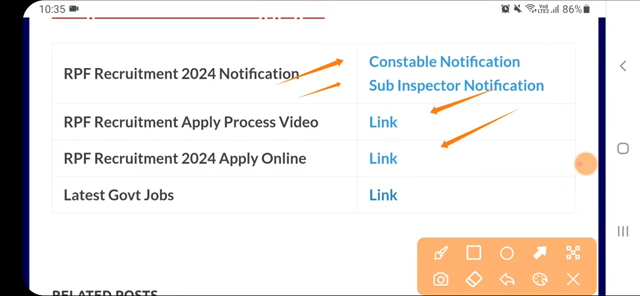 10:35
86%
RPF Recruitment 2024 Notification
Constable Notification
Sub Inspector Notification
RPF Recruitment Apply Process Video
Link
RPF Recruitment 2024 Apply Online
Link
Latest Govt Jobs
Link
RELATED POSTS